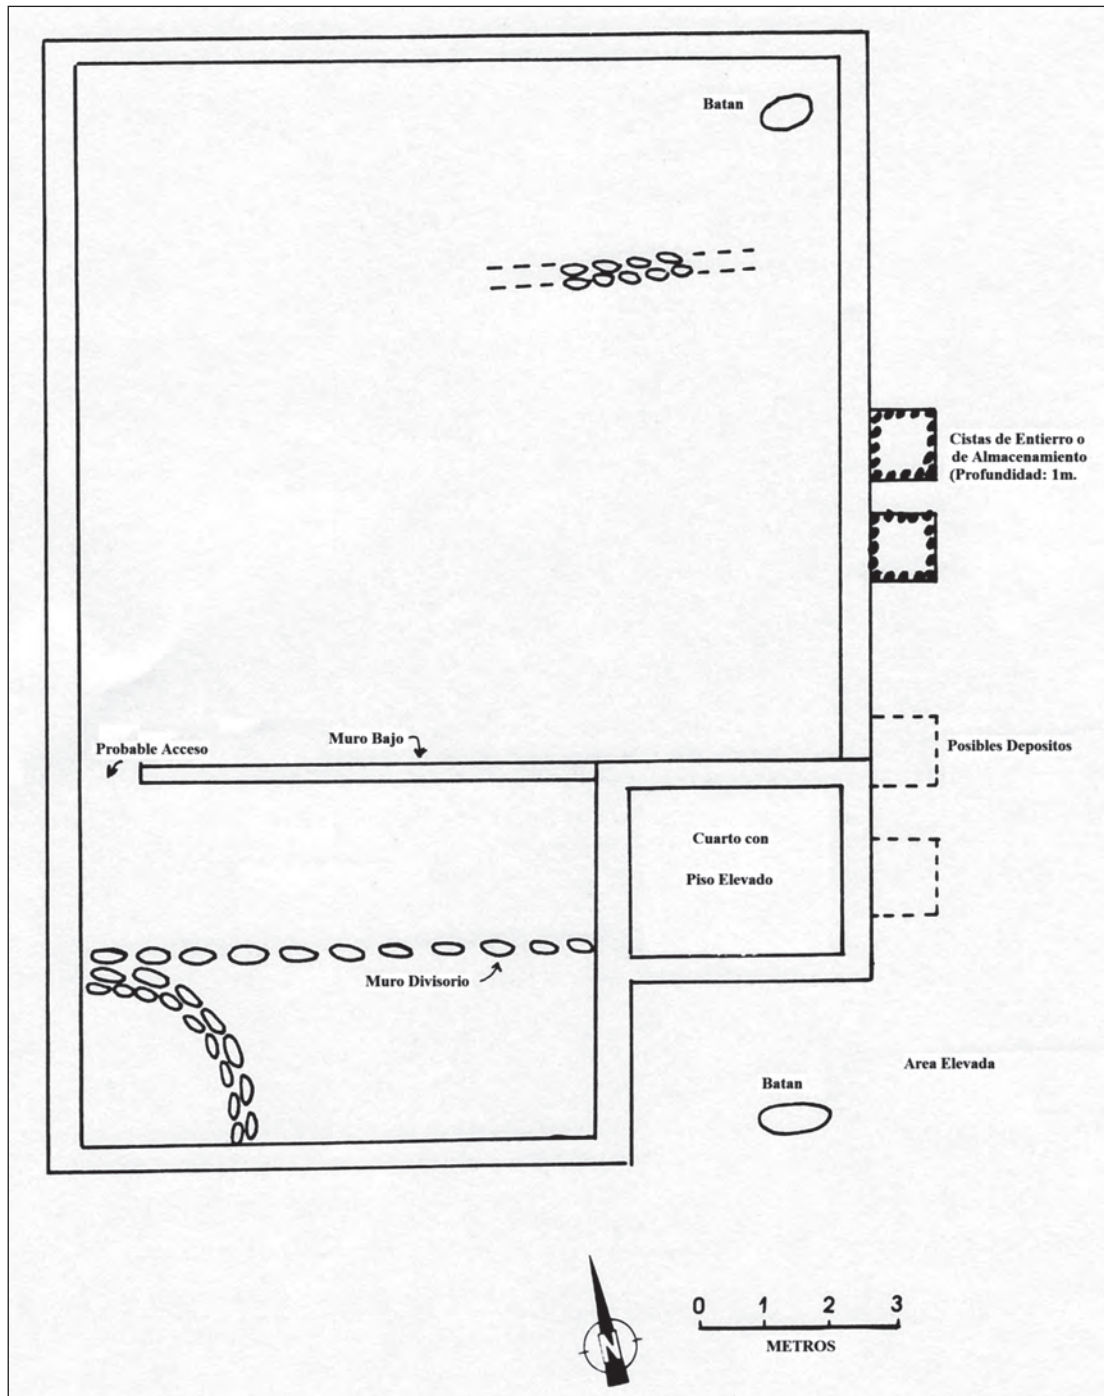 Batan
Cistas de Entierro o
de Almacenamiento
(Profundidad: 1m.
Probable Acceso
Muro Bajo
Posibles Depositos
Cuarto con
Piso Elevado
Muro Divisorio
Area Elevada
Batan
N
0 1 2 3
METROS